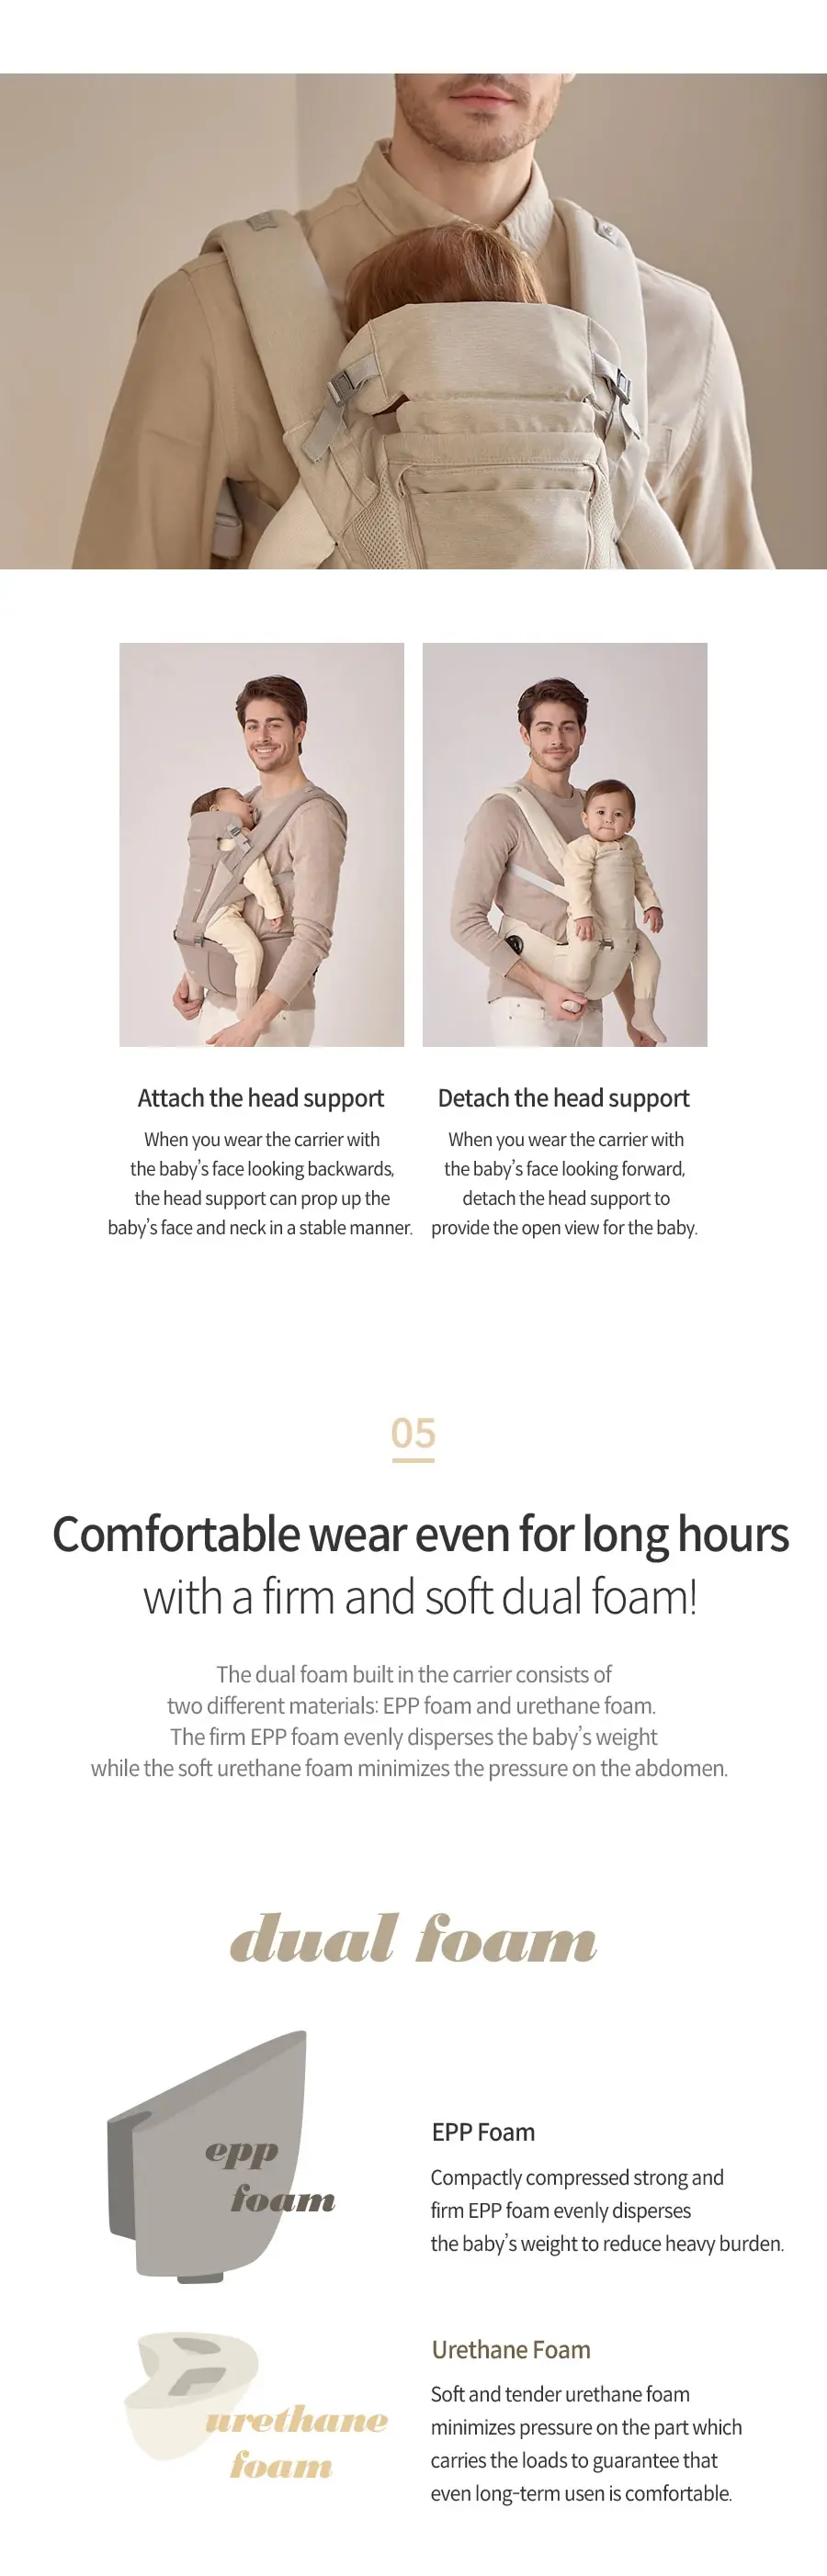 Attach the head support
When you wear the carrier with
the baby's face looking backwards,
the head support can prop up the
baby's face and neck in a stable manner.
Detach the head support
When you wear the carrier with
the baby's face looking forward,
detach the head support to
provide the open view for the baby.
05
Comfortable wear even for long hours
with a firm and soft dual foam!
The dual foam built in the carrier consists of
two different materials: EPP foam and urethane foam.
The firm EPP foam evenly disperses the baby's weight
while the soft urethane foam minimizes the pressure on the abdomen.
dual foam
epp
foam
EPP Foam
Compactly compressed strong and
firm EPP foam evenly disperses
the baby's weight to reduce heavy burden.
urethane
foam
Urethane Foam
Soft and tender urethane foam
minimizes pressure on the part which
carries the loads to guarantee that
even long-term usen is comfortable.